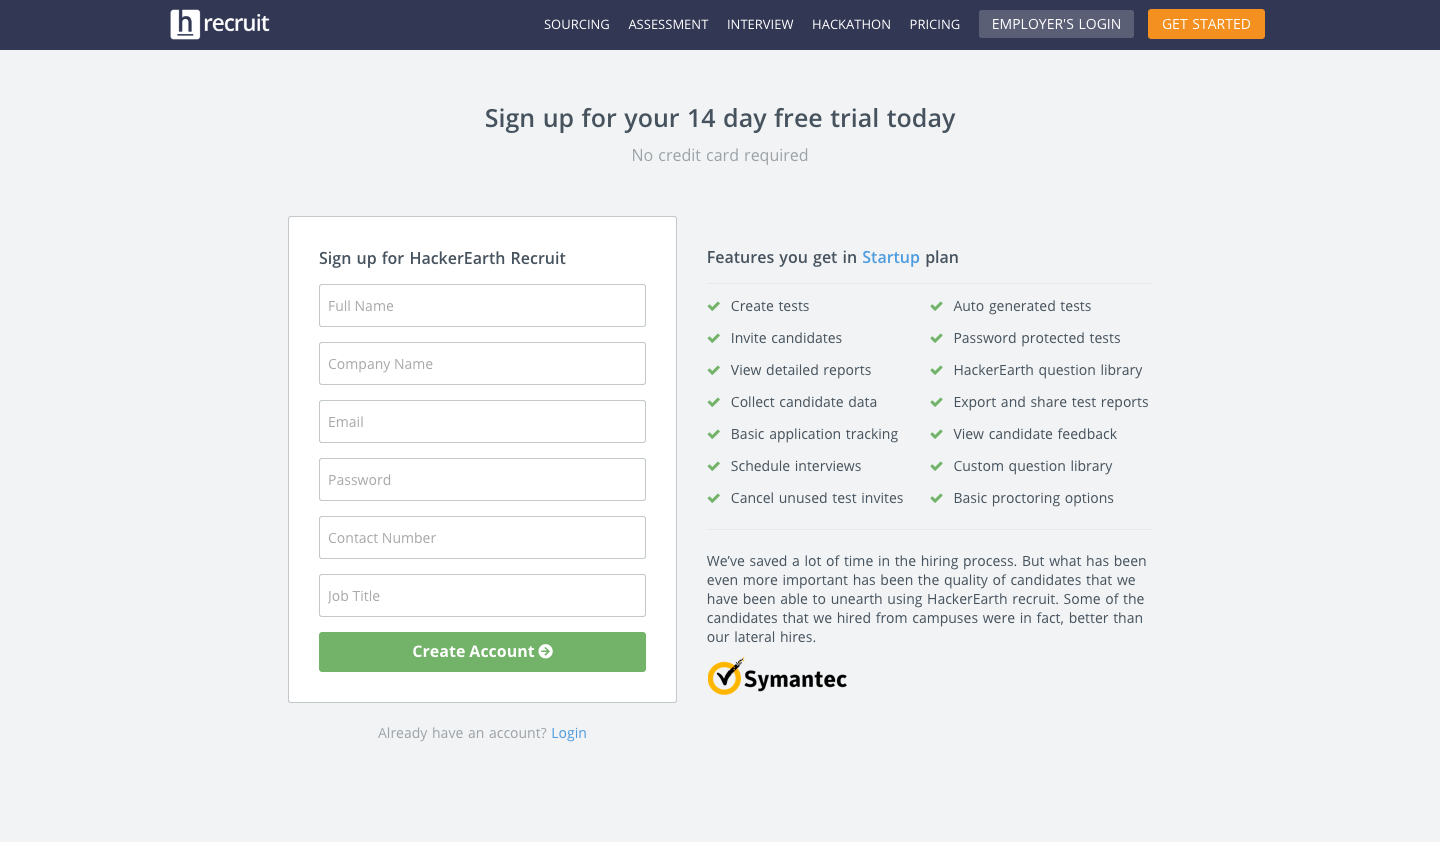 h recruit
SOURCING
ASSESSMENT
INTERVIEW
HACKATHON
PRICING
EMPLOYER'S LOGIN
GET STARTED
Sign up for your 14 day free trial today
No credit card required
Sign up for HackerEarth Recruit
Full Name
Company Name
Email
Password
Contact Number
Job Title
Create Account
Already have an account? Login
Features you get in Startup plan
Create tests
Invite candidates
View detailed reports
Collect candidate data
Basic application tracking
Schedule interviews
Cancel unused test invites
Auto generated tests
Password protected tests
HackerEarth question library
Export and share test reports
View candidate feedback
Custom question library
Basic proctoring options
We've saved a lot of time in the hiring process. But what has been
even more important has been the quality of candidates that we
have been able to unearth using HackerEarth recruit. Some of the
candidates that we hired from campuses were in fact, better than
our lateral hires.
Symantec